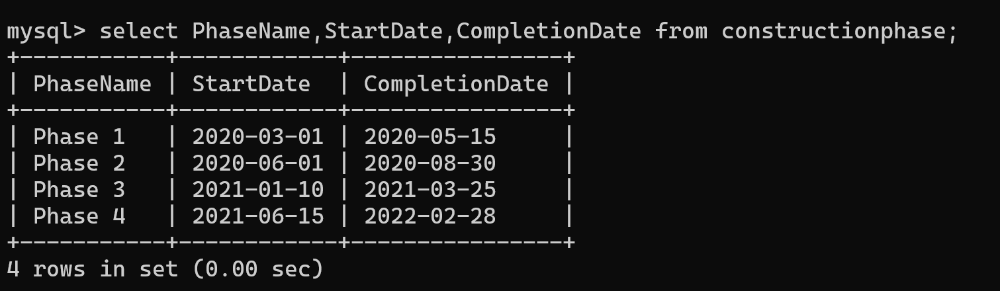 mysql> select PhaseName,StartDate,CompletionDate from constructionphase;
+-----------+------------+----------------+
| PhaseName | StartDate  | CompletionDate |
+-----------+------------+----------------+
| Phase 1   | 2020-03-01 | 2020-05-15     |
| Phase 2   | 2020-06-01 | 2020-08-30     |
| Phase 3   | 2021-01-10 | 2021-03-25     |
| Phase 4   | 2021-06-15 | 2022-02-28     |
+-----------+------------+----------------+
4 rows in set (0.00 sec)